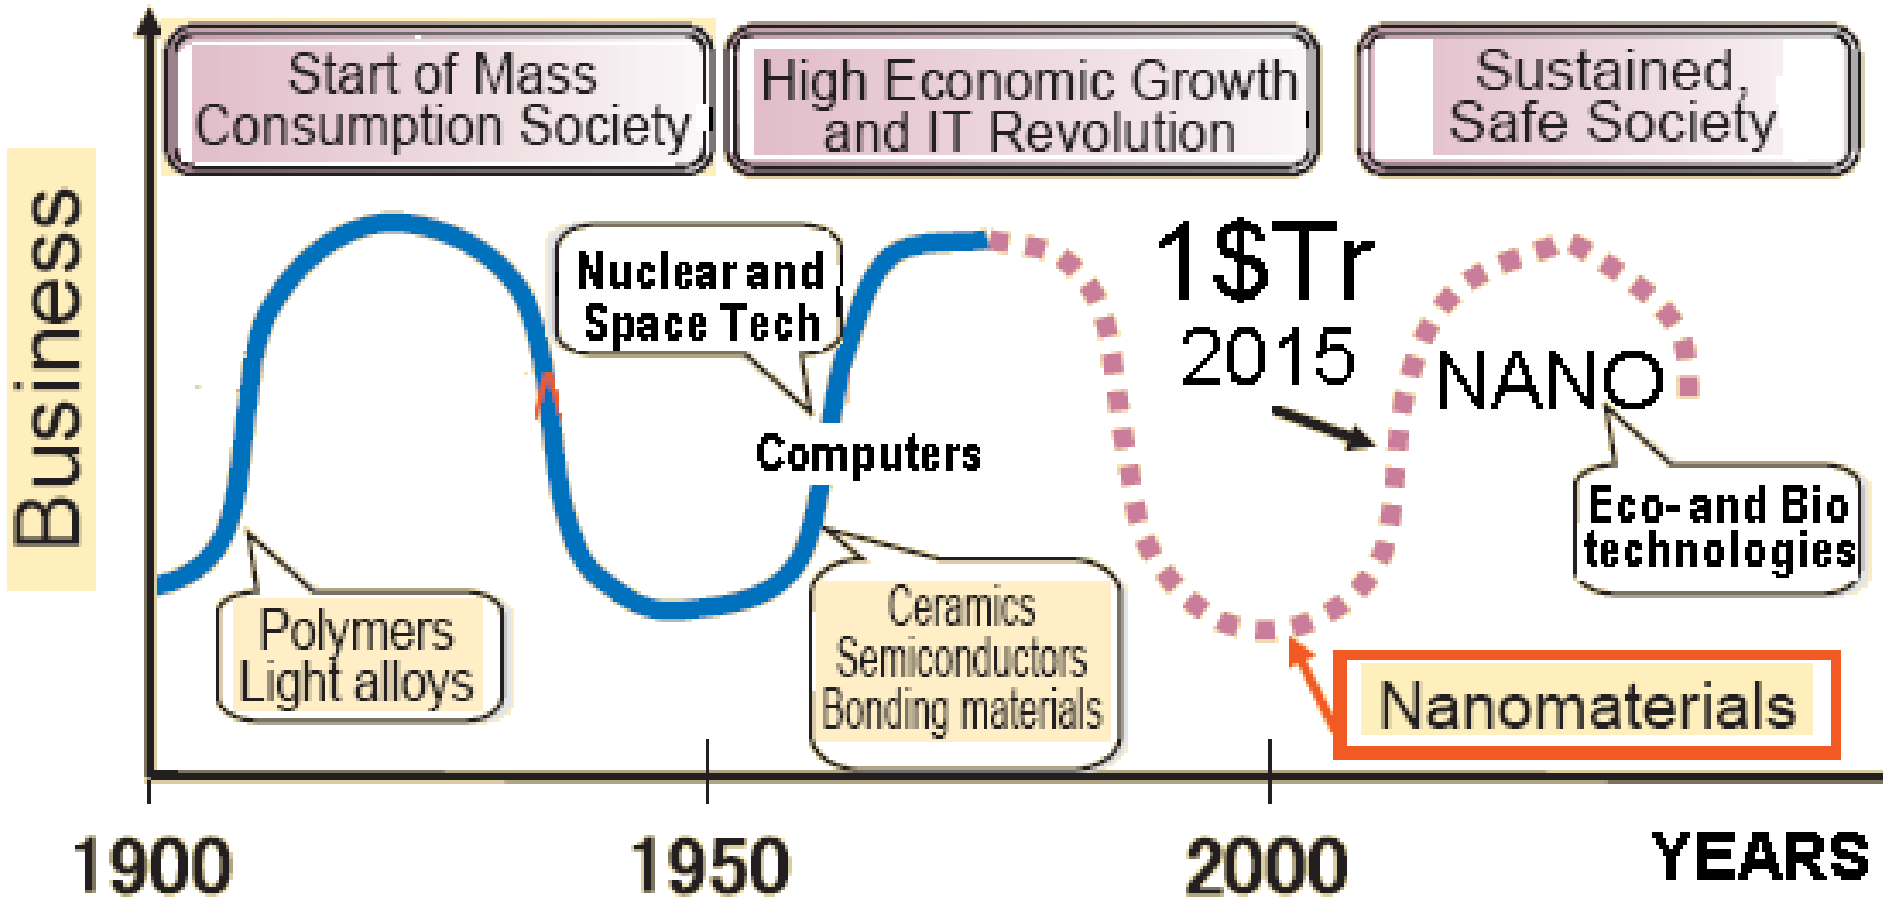 Start of Mass
Consumption Society
High Economic Growth
and IT Revolution
Sustained,
Safe Society
Business
Nuclear and
Space Tech
1$Tr
2015
NANO
Computers
Eco- and Bio
technologies
Polymers
Light alloys
Ceramics
Semiconductors
Bonding materials
Nanomaterials
1900
1950
2000
YEARS